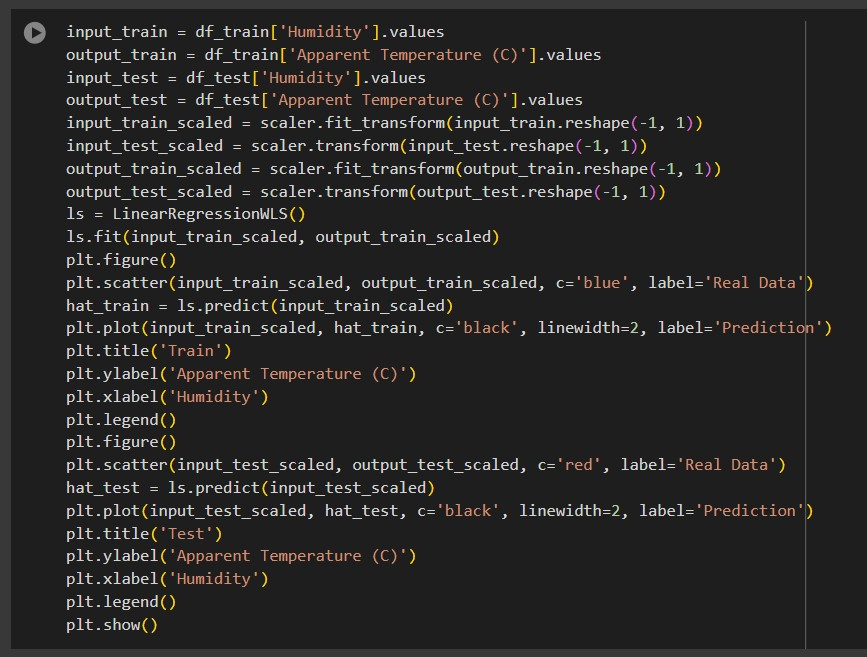 input_train = df_train['Humidity'].values
output_train = df_train['Apparent Temperature (C)'].values
input_test = df_test['Humidity'].values
output_test = df_test['Apparent Temperature (C)'].values
input_train_scaled = scaler.fit_transform(input_train.reshape(-1, 1))
input_test_scaled = scaler.transform(input_test.reshape(-1, 1))
output_train_scaled = scaler.fit_transform(output_train.reshape(-1, 1))
output_test_scaled = scaler.transform(output_test.reshape(-1, 1))
ls = LinearRegressionWLS()
ls.fit(input_train_scaled, output_train_scaled)
plt.figure()
plt.scatter(input_train_scaled, output_train_scaled, c='blue', label='Real Data')
hat_train = ls.predict(input_train_scaled)
plt.plot(input_train_scaled, hat_train, c='black', linewidth=2, label='Prediction')
plt.title('Train')
plt.ylabel('Apparent Temperature (C)')
plt.xlabel('Humidity')
plt.legend()
plt.figure()
plt.scatter(input_test_scaled, output_test_scaled, c='red', label='Real Data')
hat_test = ls.predict(input_test_scaled)
plt.plot(input_test_scaled, hat_test, c='black', linewidth=2, label='Prediction')
plt.title('Test')
plt.ylabel('Apparent Temperature (C)')
plt.xlabel('Humidity')
plt.legend()
plt.show()